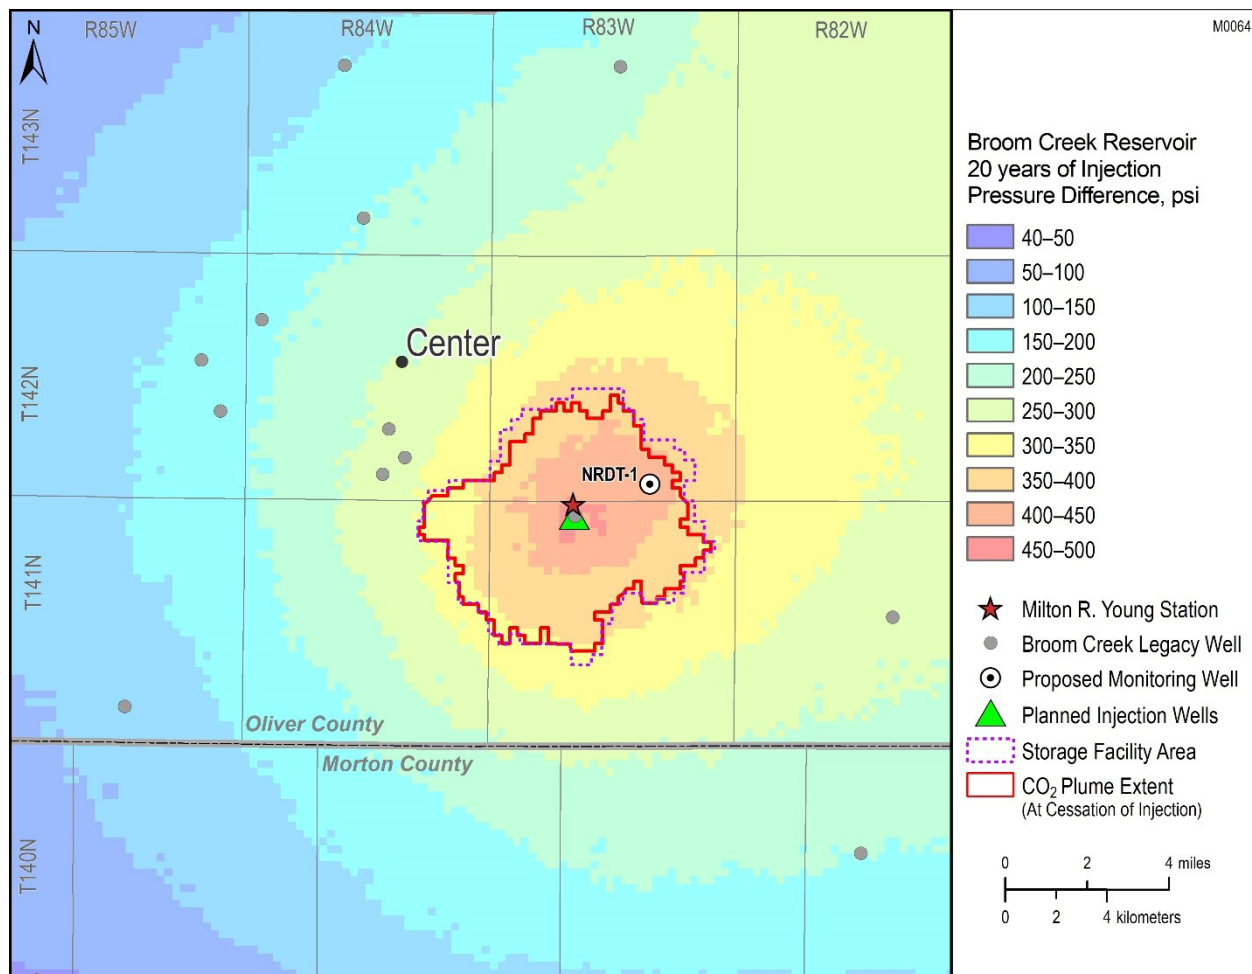 R85W
R84W
R83W
R82W
M0064
N
T143N
T142N
T141N
T140N
Center
NRDT-1
Oliver County
Morton County
Broom Creek Reservoir
20 years of Injection
Pressure Difference, psi
40–50
50–100
100–150
150–200
200–250
250–300
300–350
350–400
400–450
450–500
Milton R. Young Station
Broom Creek Legacy Well
Proposed Monitoring Well
Planned Injection Wells
Storage Facility Area
CO₂ Plume Extent
(At Cessation of Injection)
0 2 4 miles
0 2 4 kilometers